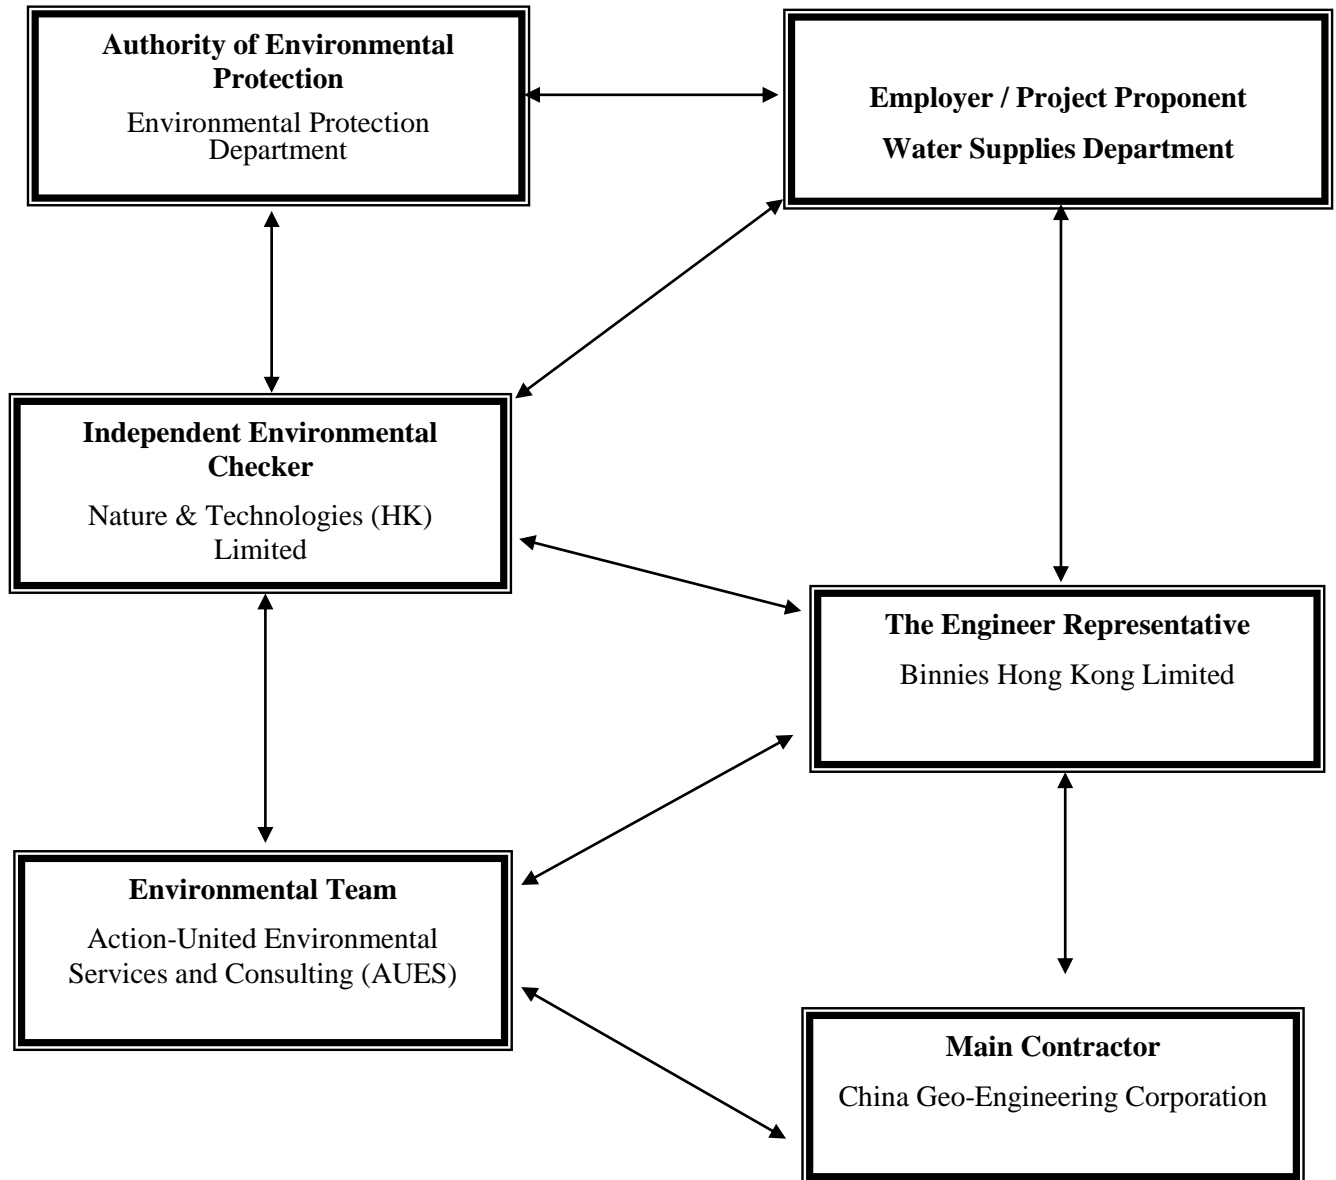 Authority of Environmental
Protection
Environmental Protection
Department
Employer / Project Proponent
Water Supplies Department
Independent Environmental
Checker
Nature & Technologies (HK)
Limited
The Engineer Representative
Binnies Hong Kong Limited
Environmental Team
Action-United Environmental
Services and Consulting (AUES)
Main Contractor
China Geo-Engineering Corporation